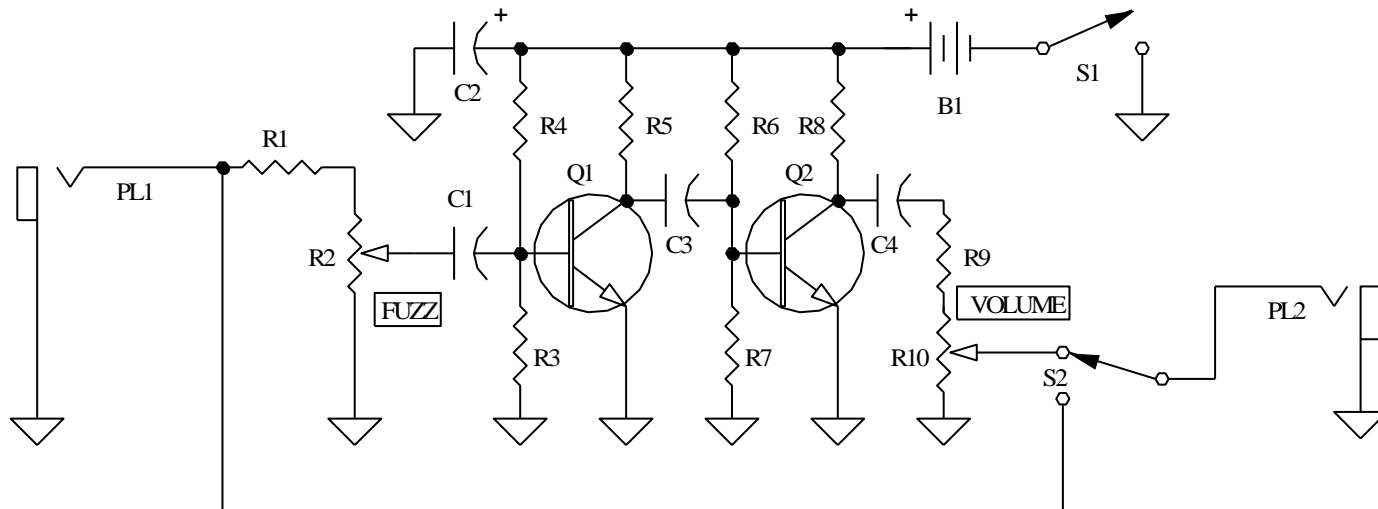 +
+
C2
B1
S1
R1
R4
R5
R6
R8
PL1
C1
Q1
Q2
C3
C4
R2
R9
FUZZ
VOLUME
PL2
R3
R7
R10
S2